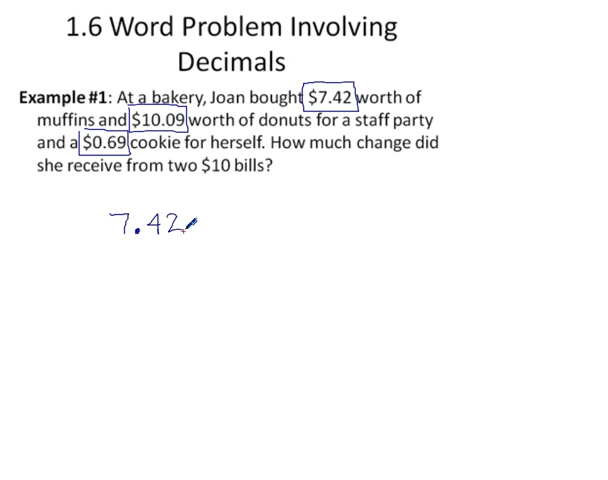 1.6 Word Problem Involving
Decimals
Example #1: At a bakery, Joan bought $7.42 worth of
muffins and $10.09 worth of donuts for a staff party
and a $0.69 cookie for herself. How much change did
she receive from two $10 bills?
7.42